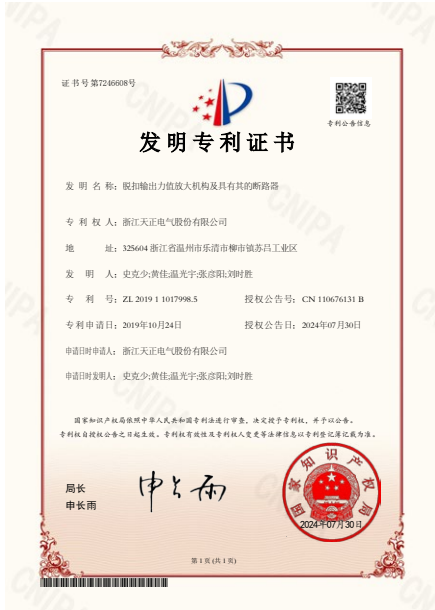 证书号第7246608号
专利公告信息
发明专利证书
发明名称：脱扣输出力值放大机构及具有其的断路器
专利权人：浙江天正电气股份有限公司
地址：325604 浙江省温州市乐清市柳市镇苏吕工业区
发明人：史克少;黄佳;温光宇;张彦阳;刘时胜
专利号：ZL 2019 1 1017998.5 授权公告号：CN 110676131 B
专利申请日：2019年10月24日 授权公告日：2024年07月30日
申请日时申请人：浙江天正电气股份有限公司
申请日时发明人：史克少;黄佳;温光宇;张彦阳;刘时胜
国家知识产权局依照中华人民共和国专利法进行审查，决定授予专利权，并予以公告。
专利权自授权公告之日起生效。专利权有效性及专利权人变更等法律信息以专利登记簿记载为准。
局长
申长雨
申长雨
国家知识产权局
2024年07月30日
第 1 页 (共 1 页)
CNIPA